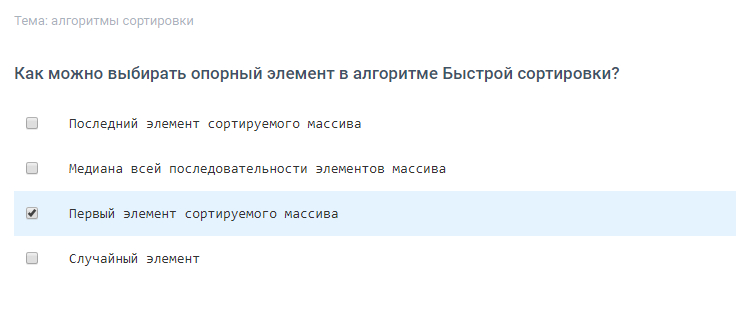 Тема: алгоритмы сортировки
Как можно выбирать опорный элемент в алгоритме Быстрой сортировки?
Последний элемент сортируемого массива
Медиана всей последовательности элементов массива
Первый элемент сортируемого массива
Случайный элемент